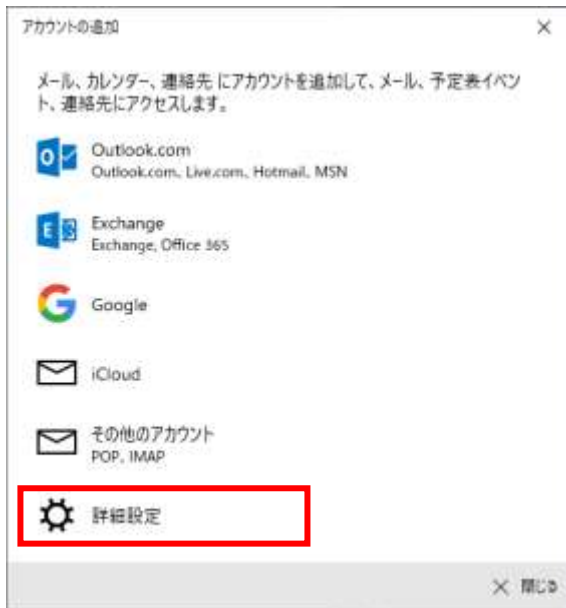 アカウントの追加
メール、カレンダー、連絡先 にアカウントを追加して、メール、予定表イベン
ト、連絡先にアクセスします。
Outlook.com
Outlook.com, Live.com, Hotmail, MSN
Exchange
Exchange, Office 365
Google
iCloud
その他のアカウント
POP, IMAP
詳細設定
閉じる